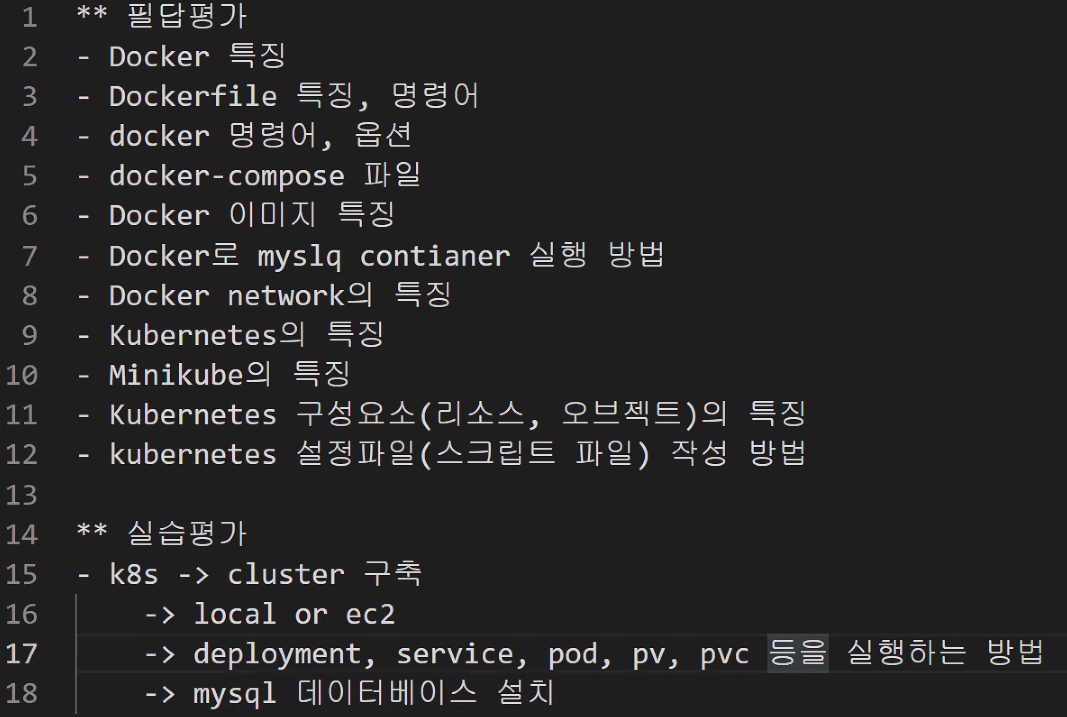 1 ** 필답평가
2 - Docker 특징
3 - Dockerfile 특징, 명령어
4 - docker 명령어, 옵션
5 - docker-compose 파일
6 - Docker 이미지 특징
7 - Docker로 myslq contianer 실행 방법
8 - Docker network의 특징
9 - Kubernetes의 특징
10 - Minikube의 특징
11 - Kubernetes 구성요소(리소스, 오브젝트)의 특징
12 - kubernetes 설정파일(스크립트 파일) 작성 방법
13
14 ** 실습평가
15 - k8s -> cluster 구축
16 -> local or ec2
17 -> deployment, service, pod, pv, pvc 등을 실행하는 방법
18 -> mysql 데이터베이스 설치